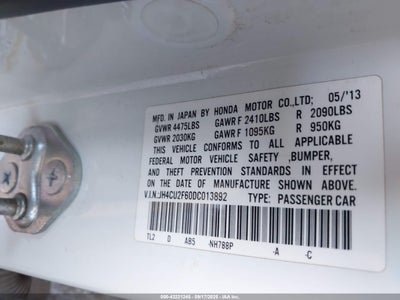 MFD. IN JAPAN BY HONDA MOTOR CO.,LTD; 05/'13
GVWR 4475LBS GAWR F 2410LBS R 2090LBS
GVWR 2030KG GAWR F 1095KG R 950KG
THIS VEHICLE CONFORMS TO ALL APPLICABLE
FEDERAL MOTOR VEHICLE SAFETY ,BUMPER,
AND THEFT PREVENTION STANDARDS IN EFFECT
ON THE DATE OF MANUFACTURE SHOWN ABOVE.
V.I.N.:JH4CU2F60DC013892 TYPE: PASSENGER CAR
TL2 D AB5 -NH788P -A -C